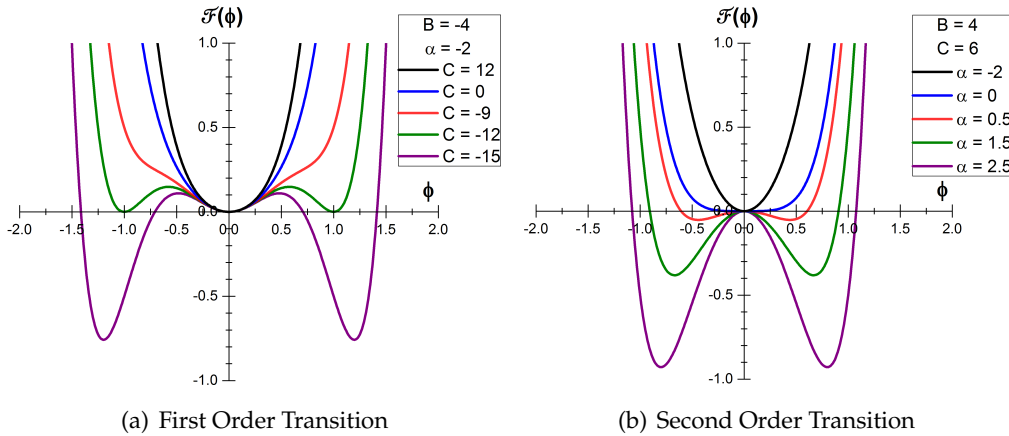 ℱ(ϕ)
1.0
0.5
0.0
-0.5
-1.0
-2.0 -1.5 -1.0 -0.5 0.0 0.5 1.0 1.5 2.0
ϕ
B = -4
α = -2
C = 12
C = 0
C = -9
C = -12
C = -15
(a) First Order Transition
ℱ(ϕ)
1.0
0.5
0.0
-0.5
-1.0
-2.0 -1.5 -1.0 -0.5 0.0 0.5 1.0 1.5 2.0
ϕ
B = 4
C = 6
α = -2
α = 0
α = 0.5
α = 1.5
α = 2.5
(b) Second Order Transition